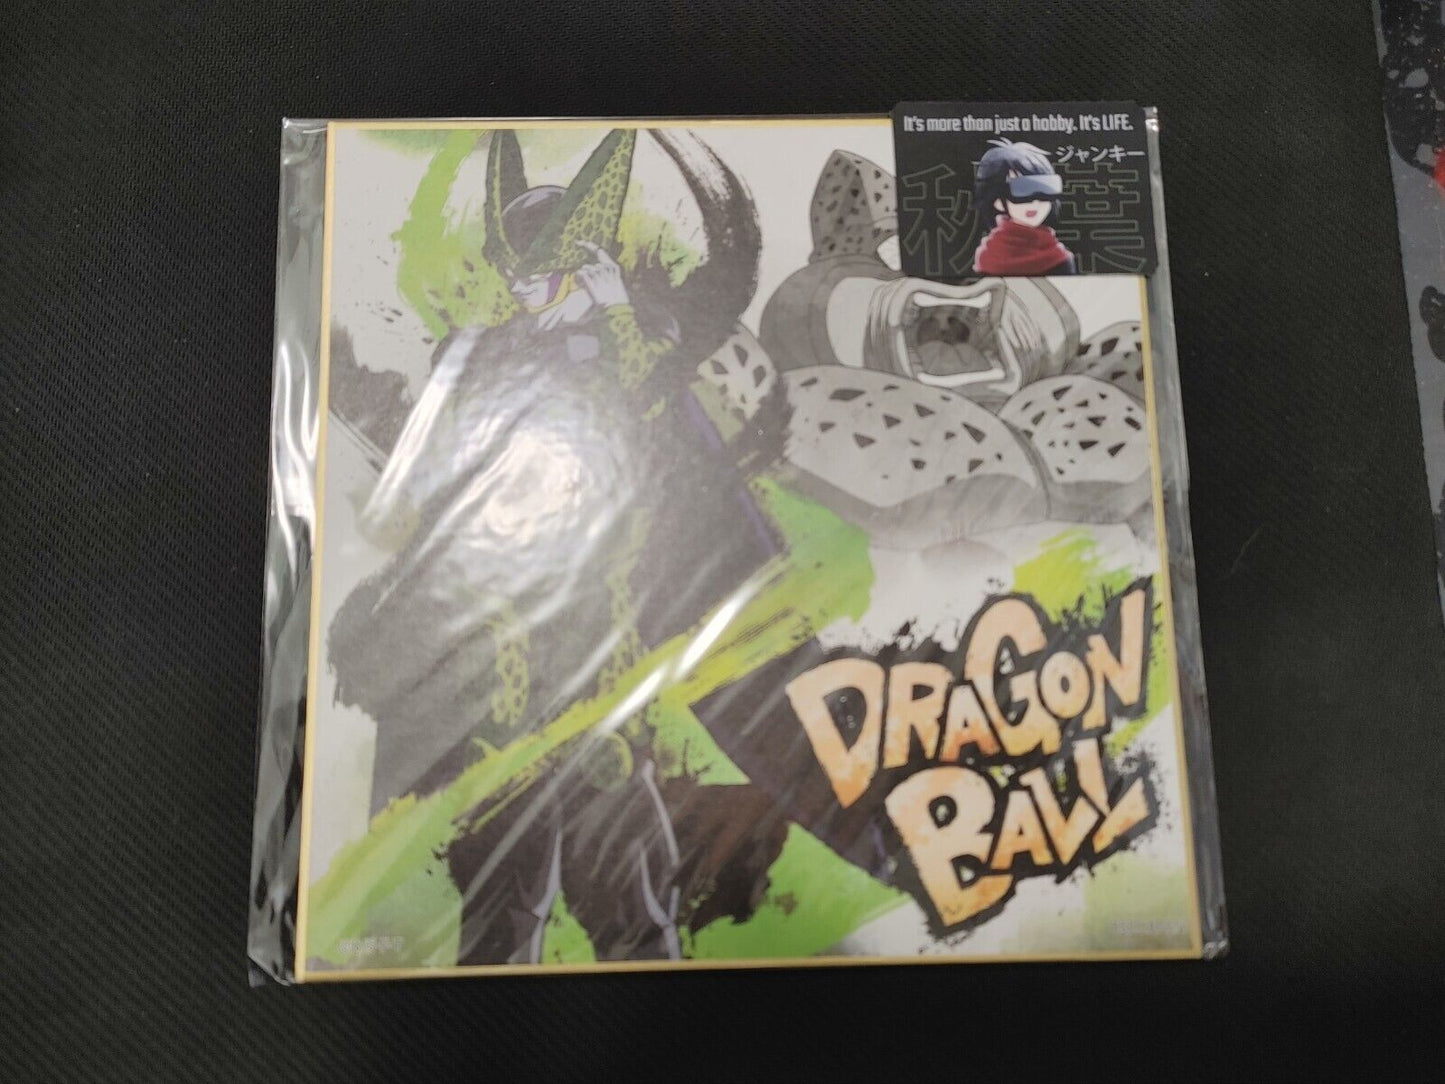 It's more than just a hobby. It's LIFE.
ジャンキー
秋葉
DRAGON
BALL